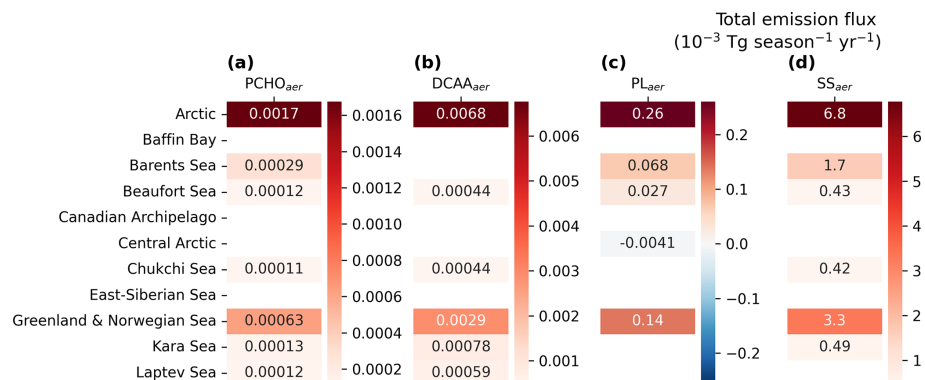 Total emission flux
(10⁻³ Tg season⁻¹ yr⁻¹)
(a) (b) (c) (d)
PCHOaer DCAAaer PLaer SSaer
Arctic 0.0017 0.0068 0.26 6.8
Baffin Bay
Barents Sea 0.00029 0.068 1.7
Beaufort Sea 0.00012 0.00044 0.027 0.43
Canadian Archipelago
Central Arctic -0.0041
Chukchi Sea 0.00011 0.00044 0.42
East-Siberian Sea
Greenland & Norwegian Sea 0.00063 0.0029 0.14 3.3
Kara Sea 0.00013 0.00078 0.49
Laptev Sea 0.00012 0.00059
0.0016
0.0014
0.0012
0.0010
0.0008
0.0006
0.0004
0.0002
0.006
0.005
0.004
0.003
0.002
0.001
0.2
0.1
0.0
−0.1
−0.2
6
5
4
3
2
1